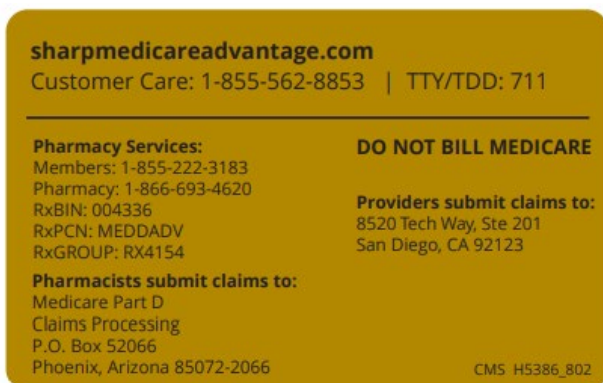 sharpmedicareadvantage.com
Customer Care: 1-855-562-8853 | TTY/TDD: 711
Pharmacy Services:
Members: 1-855-222-3183
Pharmacy: 1-866-693-4620
RxBIN: 004336
RxPCN: MEDDADV
RxGROUP: RX4154
Pharmacists submit claims to:
Medicare Part D
Claims Processing
P.O. Box 52066
Phoenix, Arizona 85072-2066
DO NOT BILL MEDICARE
Providers submit claims to:
8520 Tech Way, Ste 201
San Diego, CA 92123
CMS H5386_802